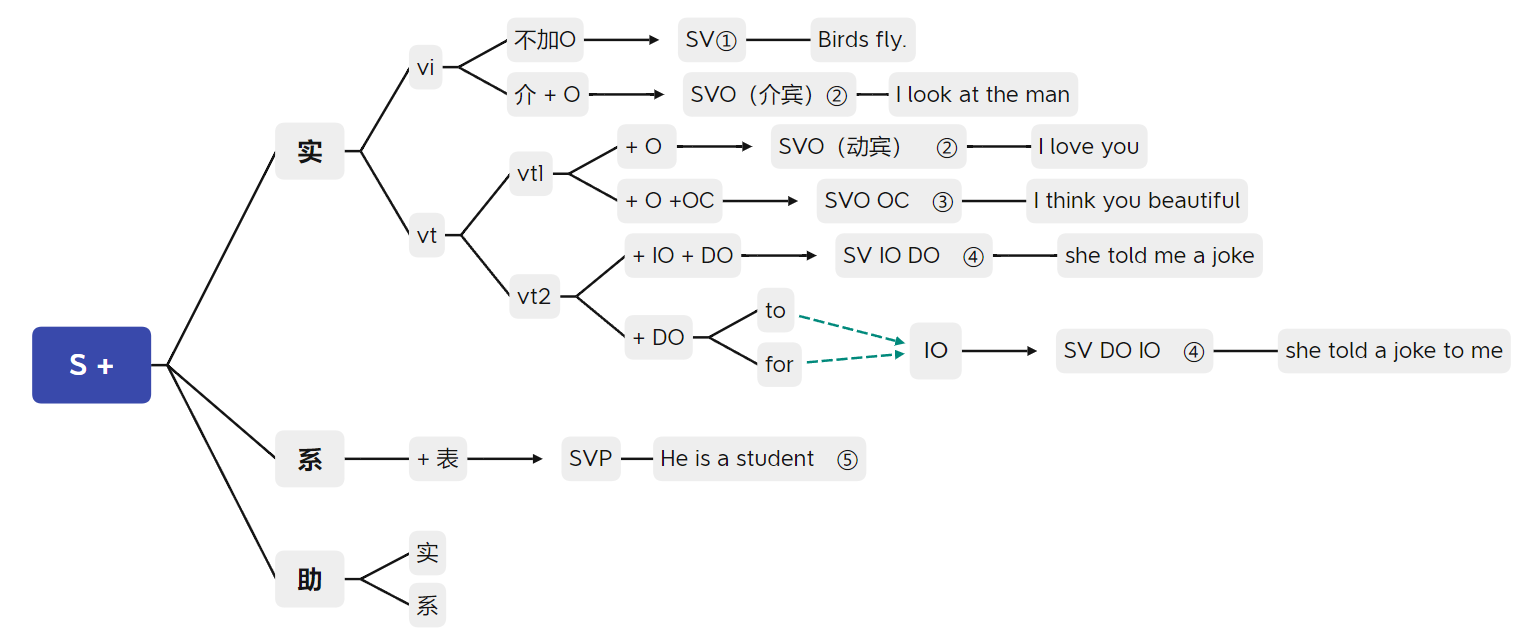 S +
实
vi
不加O
SV①
Birds fly.
介 + O
SVO（介宾）②
I look at the man
vt
vt1
+ O
SVO（动宾） ②
I love you
+ O +OC
SVO OC ③
I think you beautiful
vt2
+ IO + DO
SV IO DO ④
she told me a joke
+ DO
to
for
IO
SV DO IO ④
she told a joke to me
系
+ 表
SVP
He is a student ⑤
助
实
系